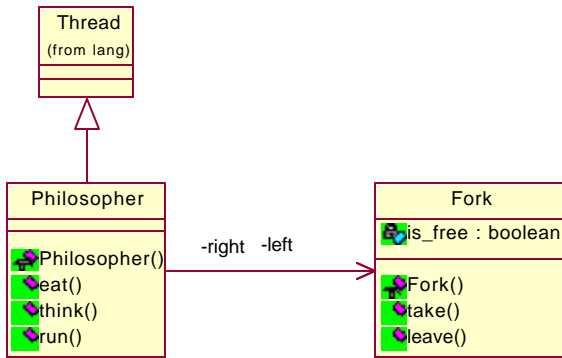 Thread
(from lang)
Philosopher
Philosopher()
eat()
think()
run()
-right -left
Fork
is_free : boolean
Fork()
take()
leave()